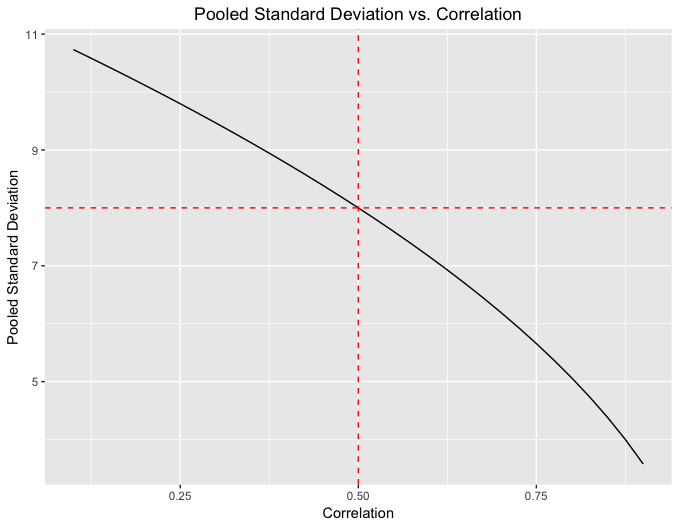 Pooled Standard Deviation vs. Correlation
Pooled Standard Deviation
11
9
7
5
0.25
0.50
0.75
Correlation